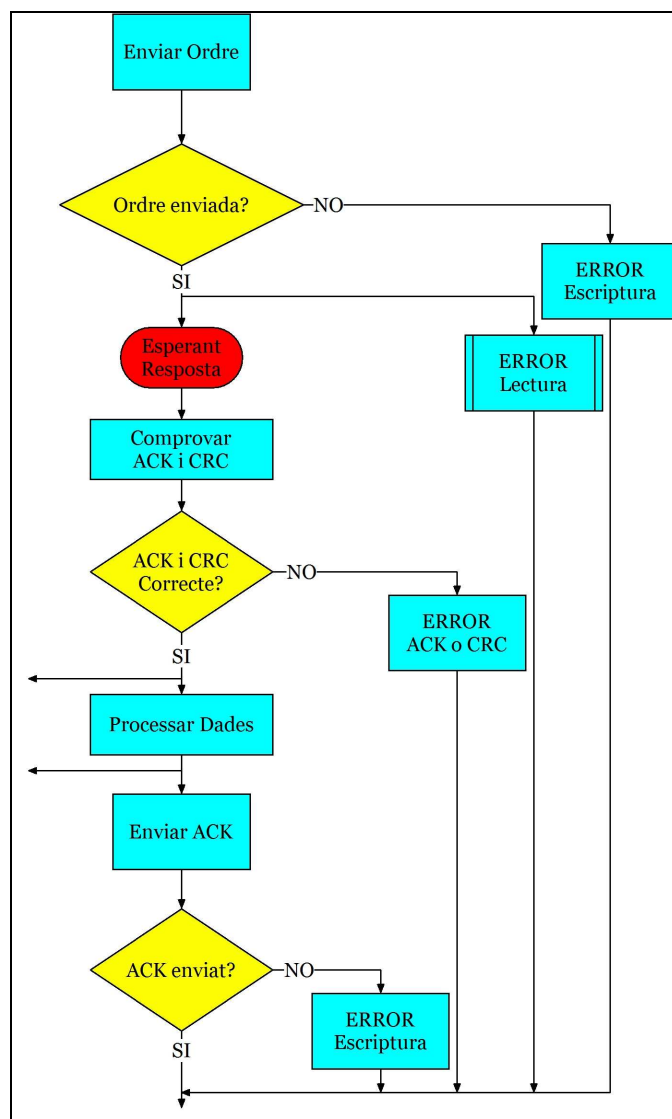 Enviar Ordre
Ordre enviada?
NO
ERROR
Escriptura
SI
Esperant
Resposta
ERROR
Lectura
Comprovar
ACK i CRC
ACK i CRC
Correcte?
NO
ERROR
ACK o CRC
SI
Processar Dades
Enviar ACK
ACK enviat?
NO
ERROR
Escriptura
SI